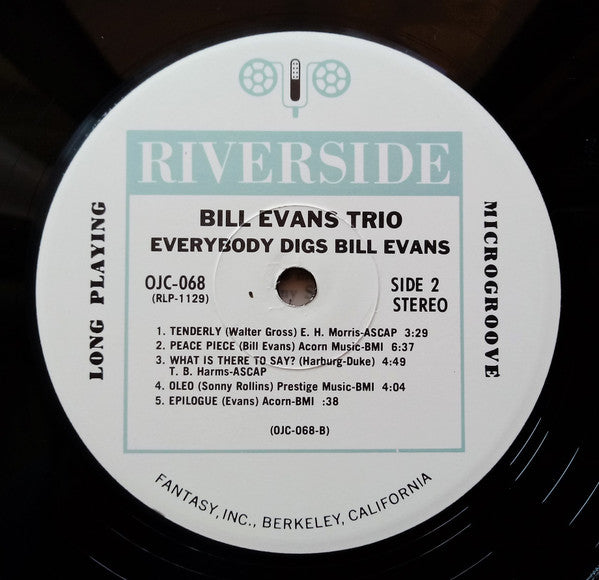 RIVERSIDE
BILL EVANS TRIO
EVERYBODY DIGS BILL EVANS
LONG PLAYING
MICROGROOVE
OJC-068
(RLP-1129)
SIDE 2
STEREO
1. TENDERLY (Walter Gross) E. H. Morris-ASCAP 3:29
2. PEACE PIECE (Bill Evans) Acorn Music-BMI 6:37
3. WHAT IS THERE TO SAY? (Harburg-Duke) 4:49
T. B. Harms-ASCAP
4. OLEO (Sonny Rollins) Prestige Music-BMI 4:04
5. EPILOGUE (Evans) Acorn-BMI :38
(OJC-068-B)
FANTASY, INC., BERKELEY, CALIFORNIA